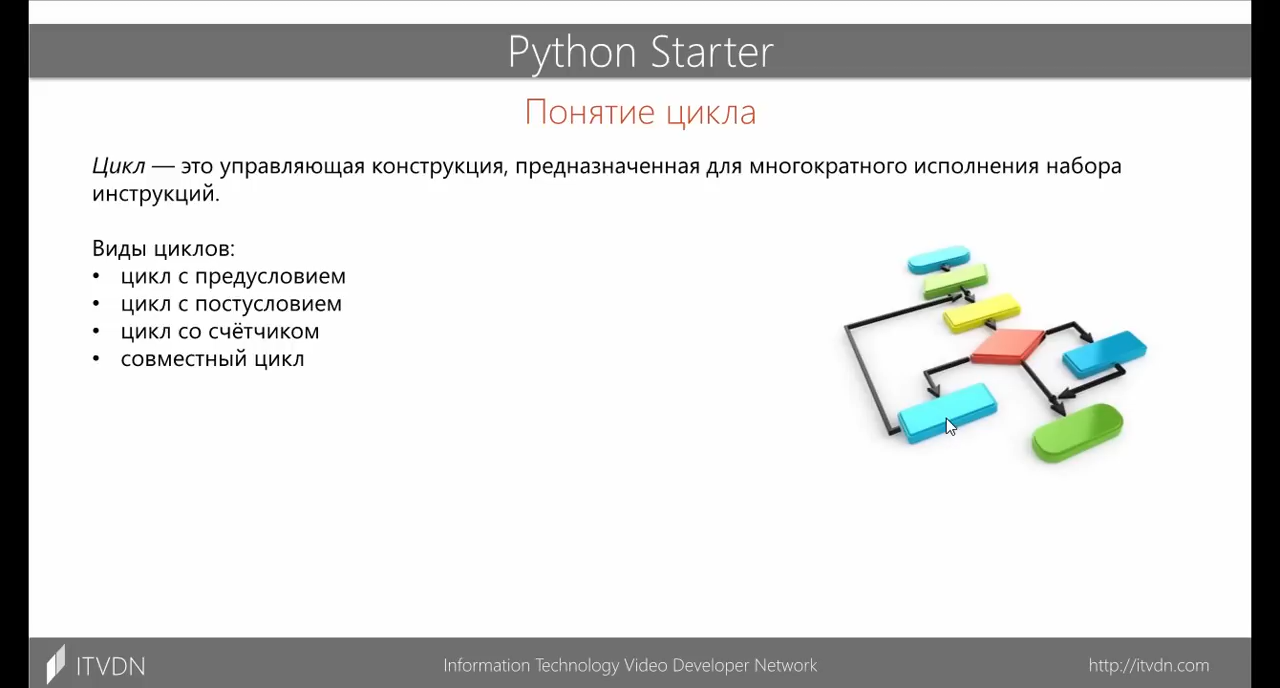 Python Starter
Понятие цикла
Цикл — это управляющая конструкция, предназначенная для многократного исполнения набора
инструкций.
Виды циклов:
• цикл с предусловием
• цикл с постусловием
• цикл со счётчиком
• совместный цикл
ITVDN
Information Technology Video Developer Network
http://itvdn.com